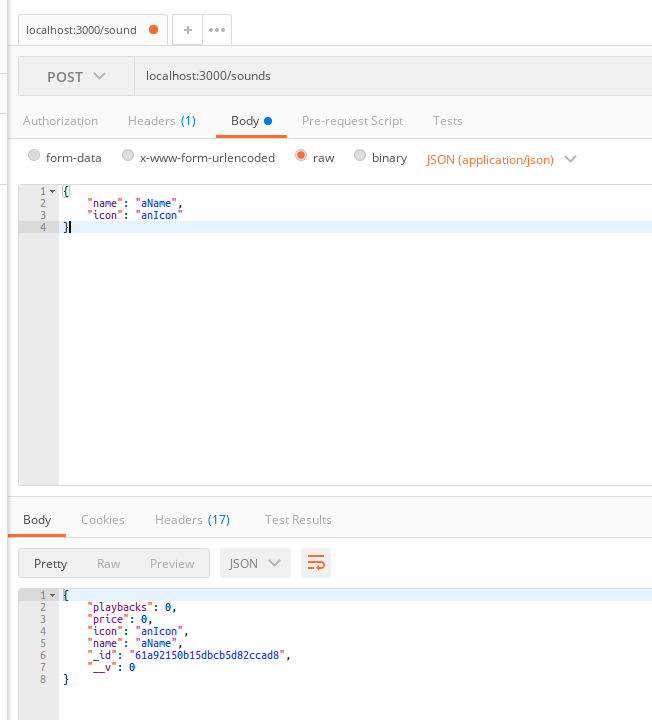 localhost:3000/sound
POST localhost:3000/sounds
Authorization Headers (1) Body Pre-request Script Tests
form-data x-www-form-urlencoded raw binary JSON (application/json)
1 {
2 "name": "aName",
3 "icon": "anIcon"
4 }
Body Cookies Headers (17) Test Results
Pretty Raw Preview JSON
1 {
2 "playbacks": 0,
3 "price": 0,
4 "icon": "anIcon",
5 "name": "aName",
6 "_id": "61a92150b15dbcb5d82ccad8",
7 "__v": 0
8 }